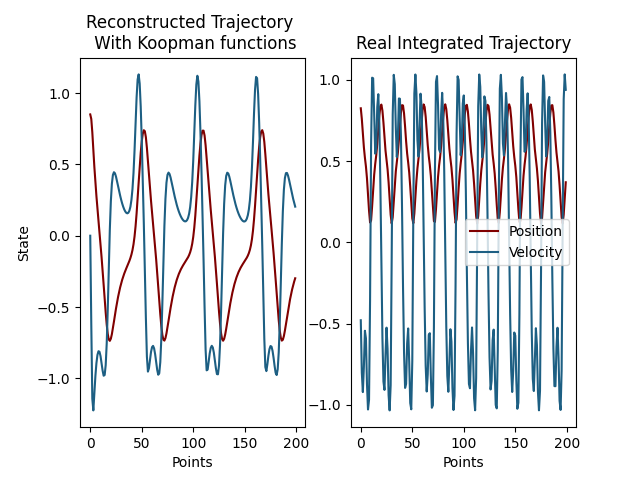 Reconstructed Trajectory
With Koopman functions
State
1.0
0.5
0.0
−0.5
−1.0
0
50
100
150
200
Points
Real Integrated Trajectory
1.0
0.5
0.0
−0.5
−1.0
Position
Velocity
0
50
100
150
200
Points